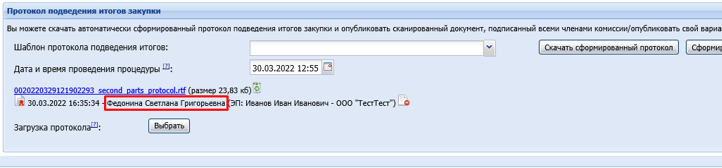 Протокол подведения итогов закупки
Вы можете скачать автоматически сформированный протокол подведения итогов закупки и опубликовать сканированный документ, подписанный всеми членами комиссии/опубликовать свой вариа
Шаблон протокола подведения итогов:
Скачать сформированный протокол
Сформир
Дата и время проведения процедуры [?]:
30.03.2022 12:55
0020220329121902293_second_parts_protocol.rtf (размер 23,83 кб)
30.03.2022 16:35:34 - Федонина Светлана Григорьевна (ЭП: Иванов Иван Иванович - ООО "ТестТест")
Загрузка протокола[?]:
Выбрать